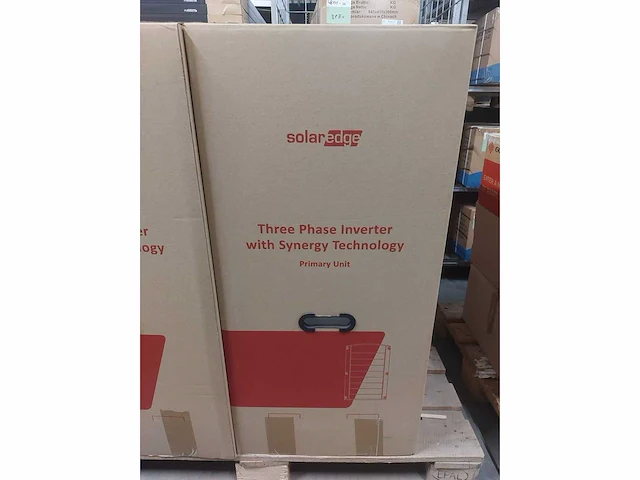 solaredge
Three Phase Inverter
with Synergy Technology
Primary Unit
er
ogy